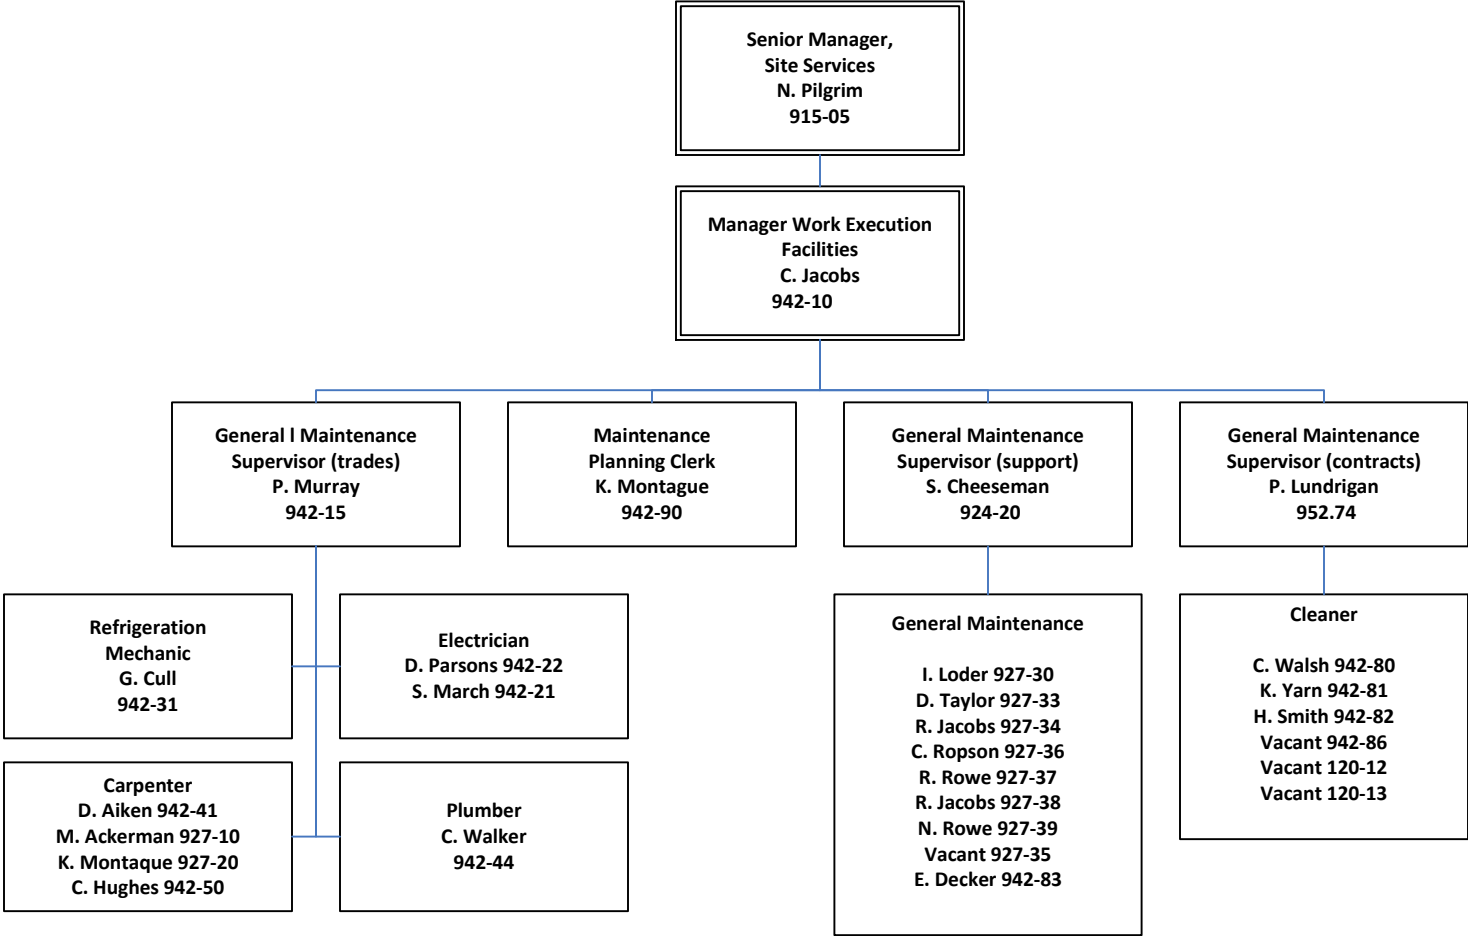 Senior Manager,
Site Services
N. Pilgrim
915-05
Manager Work Execution
Facilities
C. Jacobs
942-10
General l Maintenance
Supervisor (trades)
P. Murray
942-15
Maintenance
Planning Clerk
K. Montague
942-90
General Maintenance
Supervisor (support)
S. Cheeseman
924-20
General Maintenance
Supervisor (contracts)
P. Lundrigan
952.74
Refrigeration
Mechanic
G. Cull
942-31
Electrician
D. Parsons 942-22
S. March 942-21
Carpenter
D. Aiken 942-41
M. Ackerman 927-10
K. Montaque 927-20
C. Hughes 942-50
Plumber
C. Walker
942-44
General Maintenance
I. Loder 927-30
D. Taylor 927-33
R. Jacobs 927-34
C. Ropson 927-36
R. Rowe 927-37
R. Jacobs 927-38
N. Rowe 927-39
Vacant 927-35
E. Decker 942-83
Cleaner
C. Walsh 942-80
K. Yarn 942-81
H. Smith 942-82
Vacant 942-86
Vacant 120-12
Vacant 120-13